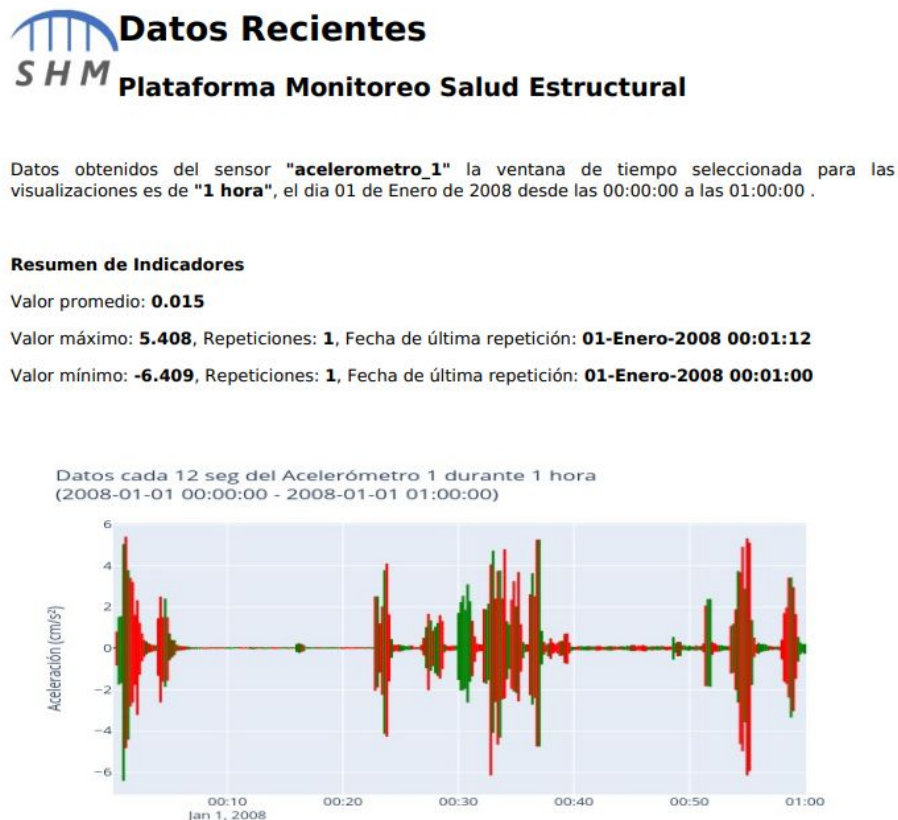 SHM
Datos Recientes
Plataforma Monitoreo Salud Estructural
Datos obtenidos del sensor "acelerometro_1" la ventana de tiempo seleccionada para las
visualizaciones es de "1 hora", el dia 01 de Enero de 2008 desde las 00:00:00 a las 01:00:00 .
Resumen de Indicadores
Valor promedio: 0.015
Valor máximo: 5.408, Repeticiones: 1, Fecha de última repetición: 01-Enero-2008 00:01:12
Valor mínimo: -6.409, Repeticiones: 1, Fecha de última repetición: 01-Enero-2008 00:01:00
Datos cada 12 seg del Acelerómetro 1 durante 1 hora
(2008-01-01 00:00:00 - 2008-01-01 01:00:00)
Aceleración (cm/s²)
6
4
2
0
−2
−4
−6
00:10 00:20 00:30 00:40 00:50 01:00
Jan 1, 2008